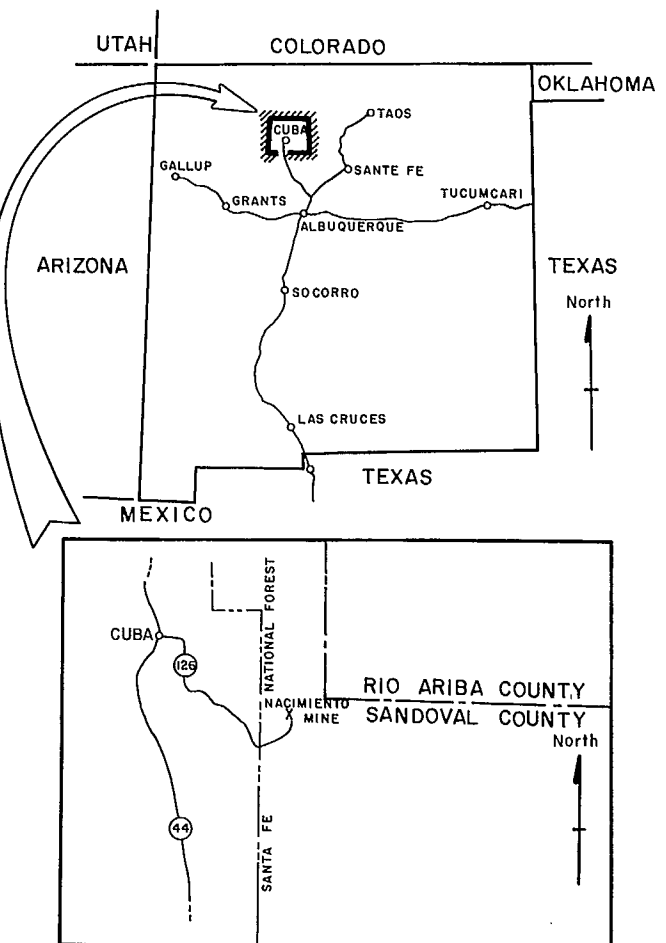 UTAH
COLORADO
OKLAHOMA
TAOS
CUBA
GALLUP
SANTE FE
TUCUMCARI
GRANTS
ALBUQUERQUE
ARIZONA
TEXAS
SOCORRO
North
LAS CRUCES
TEXAS
MEXICO
NATIONAL FOREST
CUBA
126
RIO ARIBA COUNTY
NACIMIENTO
MINE
X
SANDOVAL COUNTY
North
44
SANTA FE